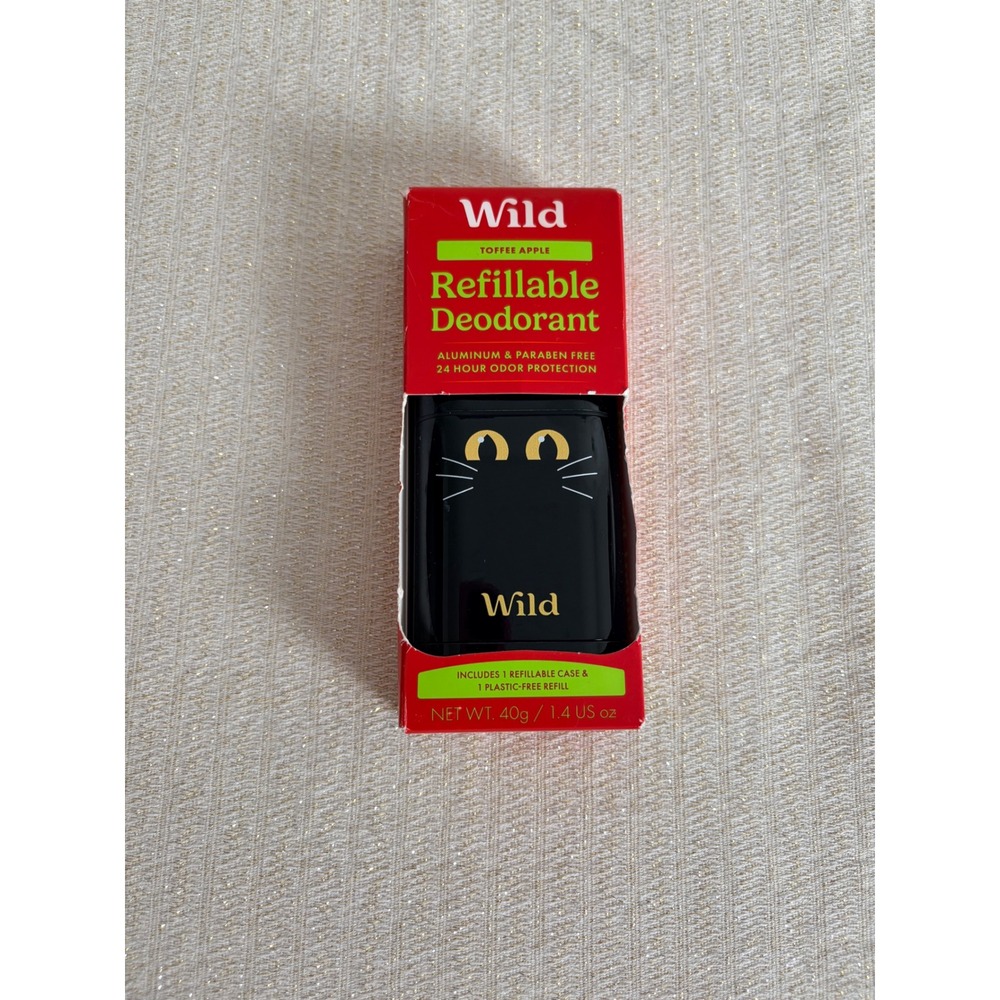 Wild
TOFFEE APPLE
Refillable
Deodorant
ALUMINUM & PARABEN FREE
24 HOUR ODOR PROTECTION
Wild
INCLUDES 1 REFILLABLE CASE &
1 PLASTIC-FREE REFILL
NET WT. 40g / 1.4 US oz